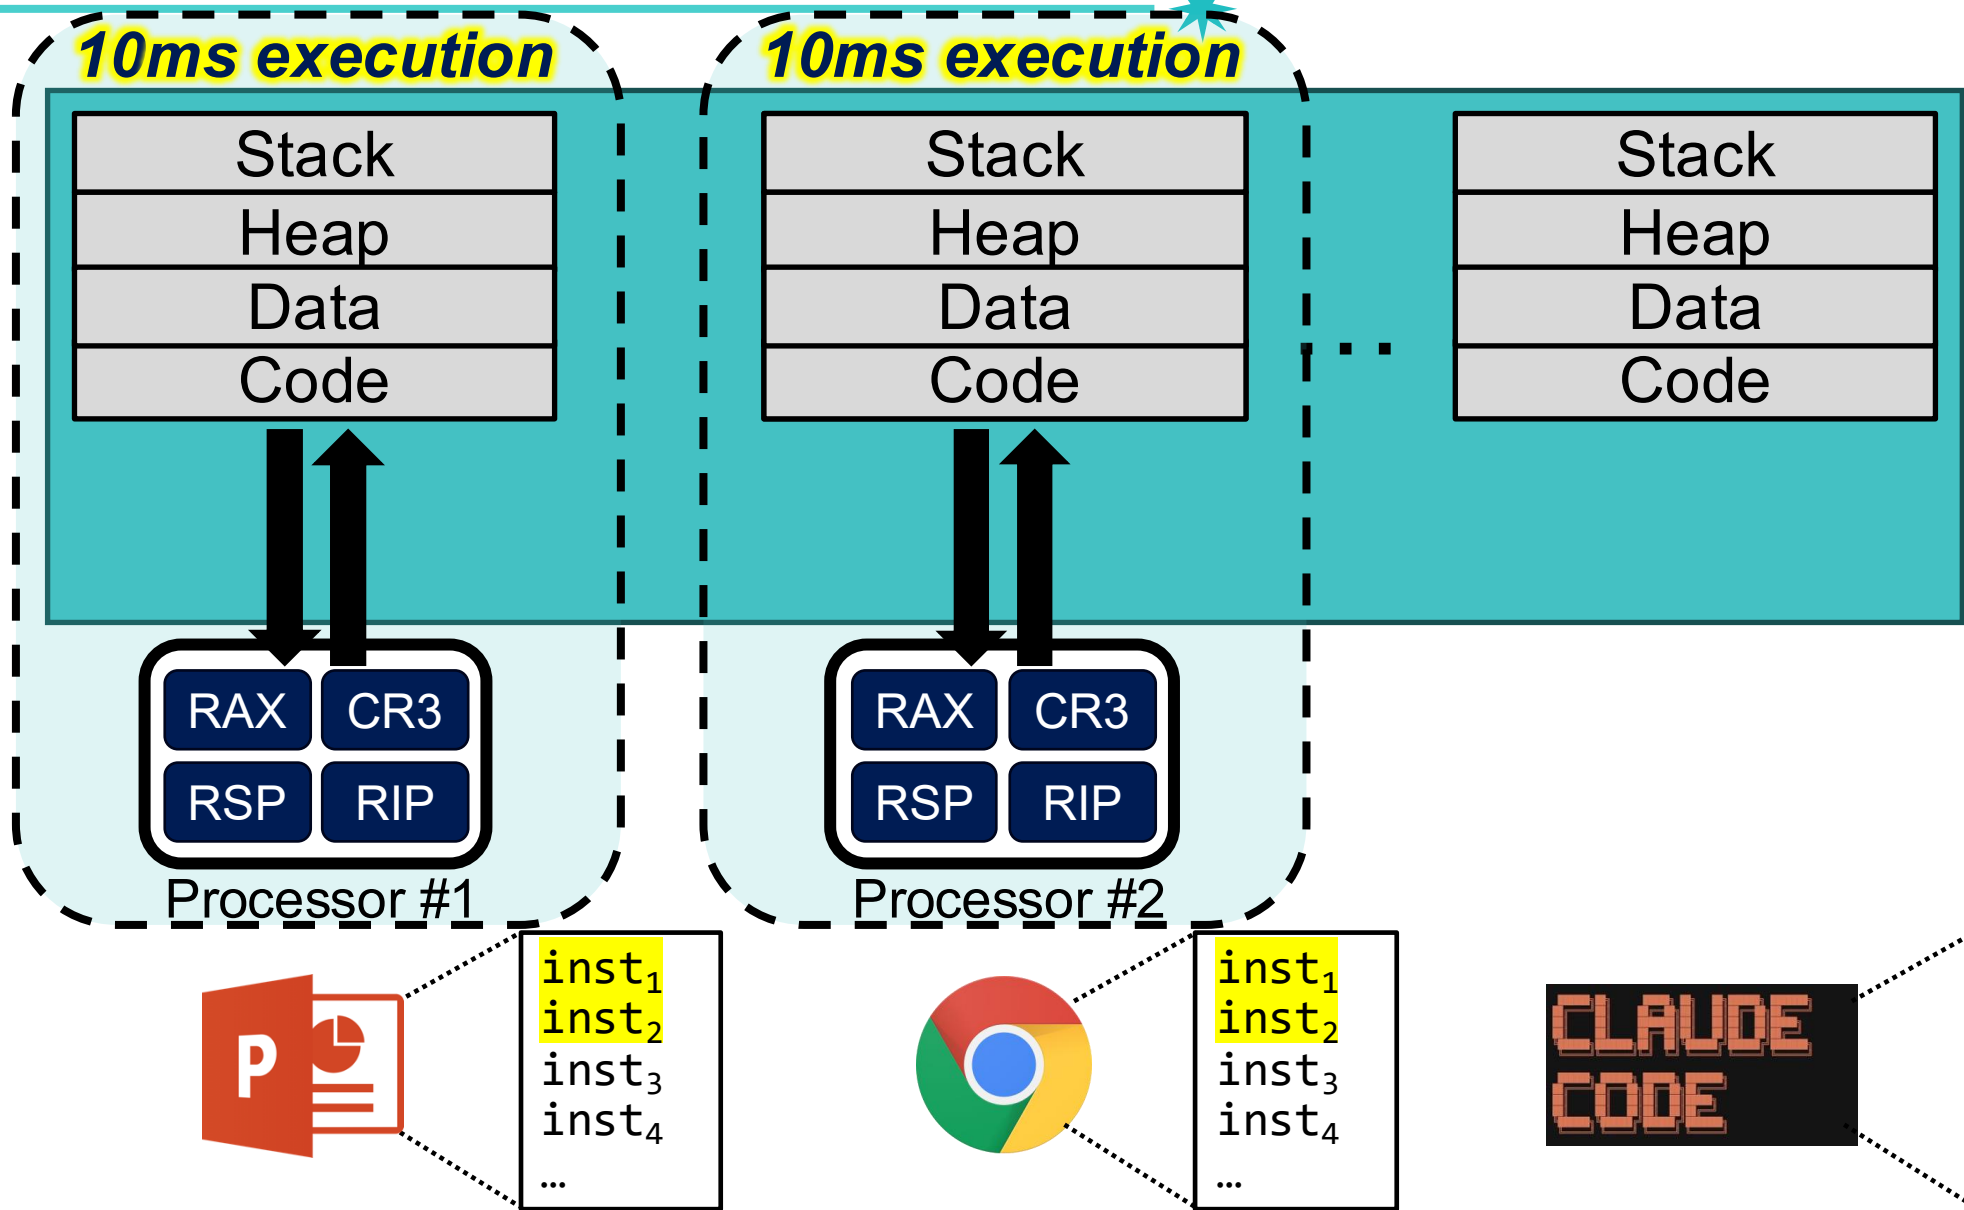 10ms execution
10ms execution
Stack
Heap
Data
Code
Stack
Heap
Data
Code
...
Stack
Heap
Data
Code
RAX
CR3
RSP
RIP
Processor #1
RAX
CR3
RSP
RIP
Processor #2
P
inst₁
inst₂
inst₃
inst₄
...
inst₁
inst₂
inst₃
inst₄
...
CLAUDE
CODE